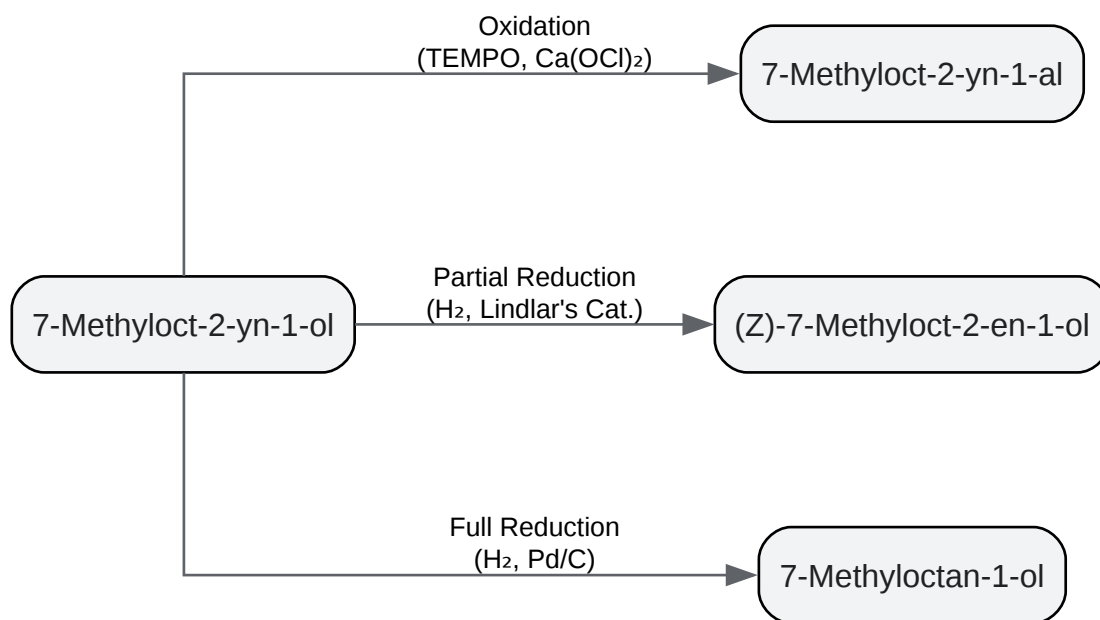 Oxidation
(TEMPO, Ca(OCl)₂)
7-Methyloct-2-yn-1-al
Partial Reduction
(H₂, Lindlar's Cat.)
7-Methyloct-2-yn-1-ol
(Z)-7-Methyloct-2-en-1-ol
Full Reduction
(H₂, Pd/C)
7-Methyloctan-1-ol